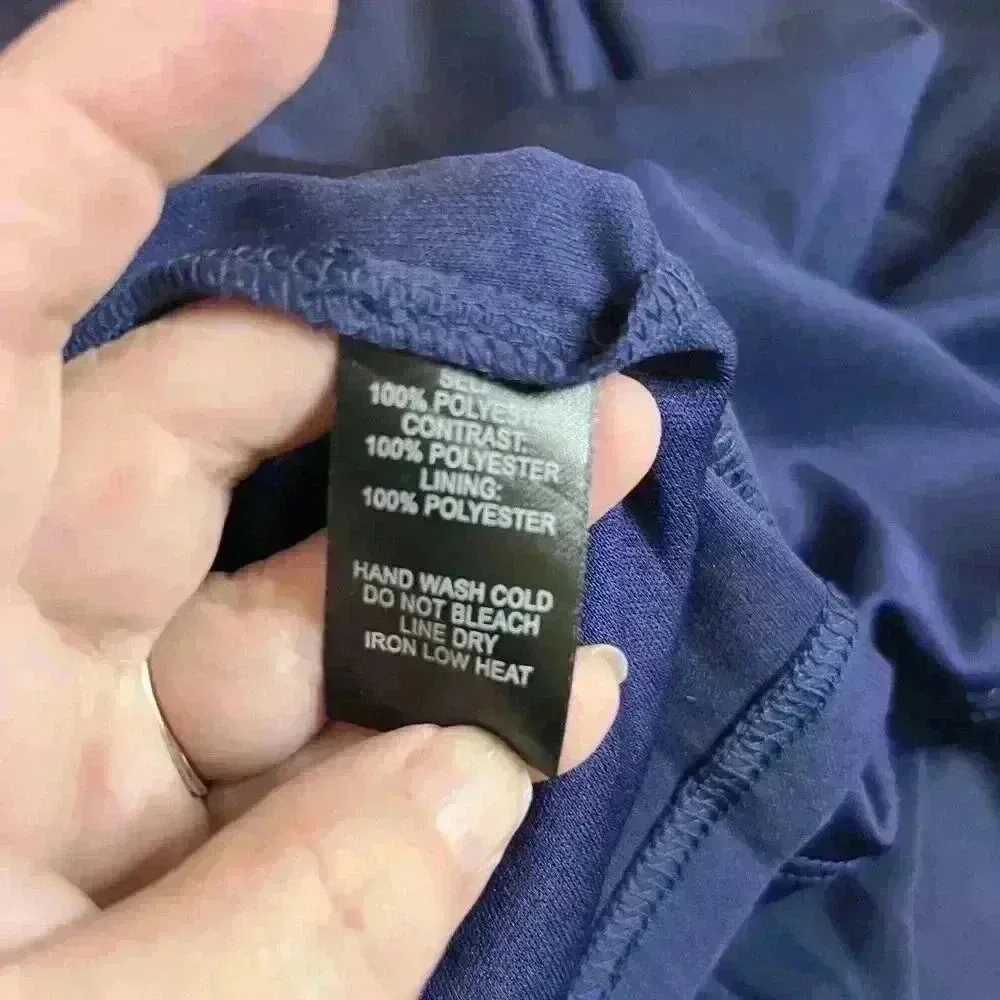 SELF:
100% POLYEST
CONTRAST:
100% POLYESTER
LINING:
100% POLYESTER
HAND WASH COLD
DO NOT BLEACH
LINE DRY
IRON LOW HEAT